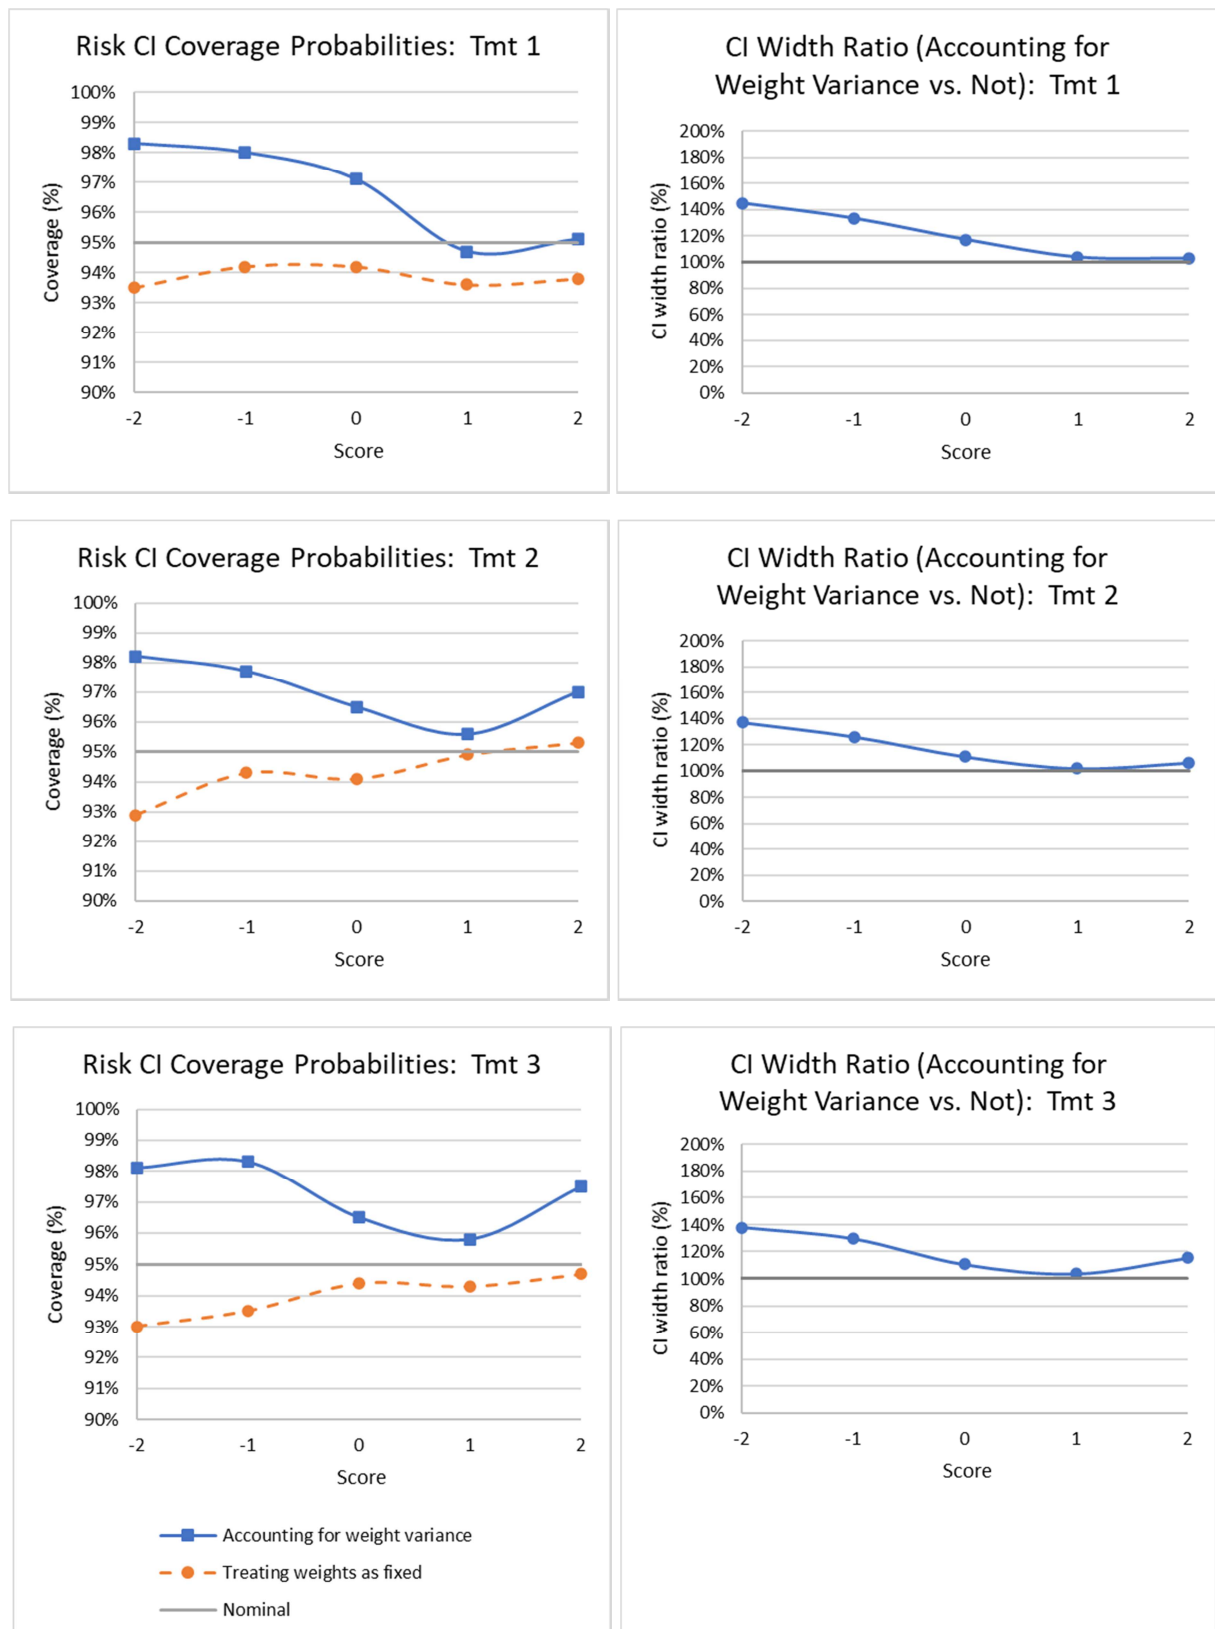 Risk CI Coverage Probabilities:  Tmt 1
100%
99%
98%
97%
96%
95%
94%
93%
92%
91%
90%
Coverage (%)
-2 -1 0 1 2
Score
CI Width Ratio (Accounting for
Weight Variance vs. Not):  Tmt 1
200%
180%
160%
140%
120%
100%
80%
60%
40%
20%
0%
CI width ratio (%)
-2 -1 0 1 2
Score
Risk CI Coverage Probabilities:  Tmt 2
100%
99%
98%
97%
96%
95%
94%
93%
92%
91%
90%
Coverage (%)
-2 -1 0 1 2
Score
CI Width Ratio (Accounting for
Weight Variance vs. Not):  Tmt 2
200%
180%
160%
140%
120%
100%
80%
60%
40%
20%
0%
CI width ratio (%)
-2 -1 0 1 2
Score
Risk CI Coverage Probabilities:  Tmt 3
100%
99%
98%
97%
96%
95%
94%
93%
92%
91%
90%
Coverage (%)
-2 -1 0 1 2
Score
Accounting for weight variance
Treating weights as fixed
Nominal
CI Width Ratio (Accounting for
Weight Variance vs. Not):  Tmt 3
200%
180%
160%
140%
120%
100%
80%
60%
40%
20%
0%
CI width ratio (%)
-2 -1 0 1 2
Score